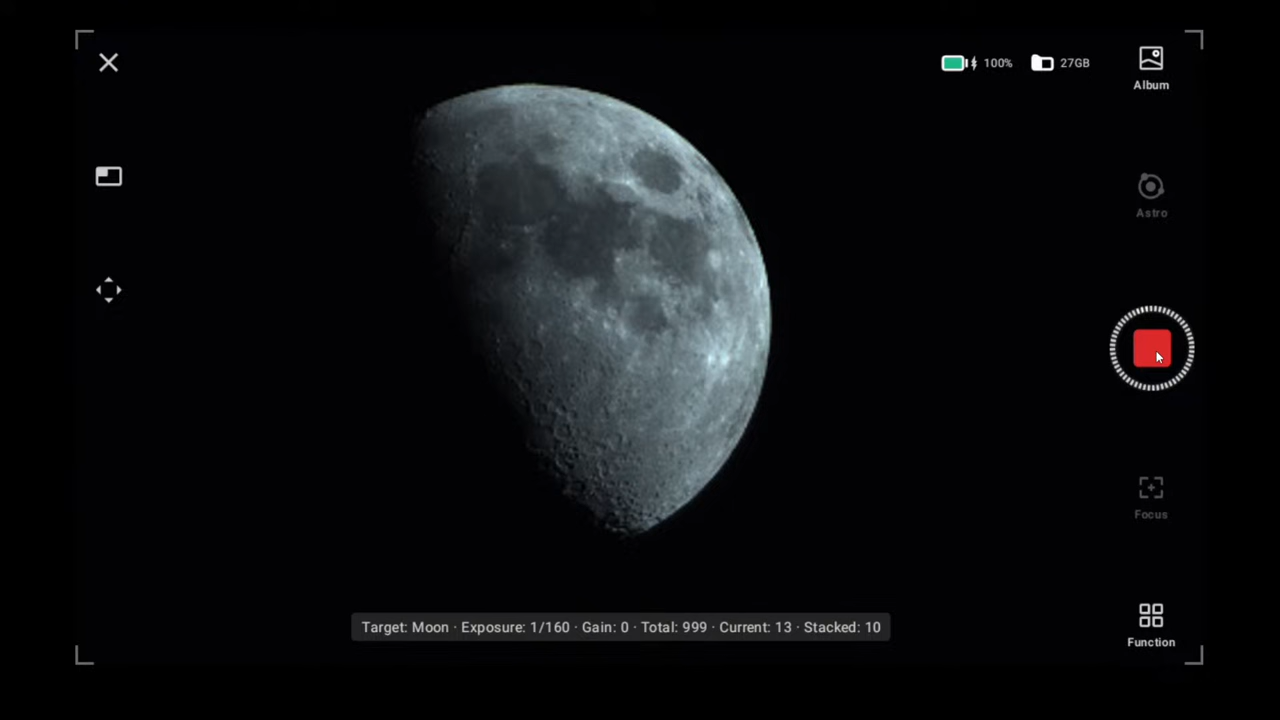 100%
27GB
Album
Astro
Focus
Target: Moon · Exposure: 1/160 · Gain: 0 · Total: 999 · Current: 13 · Stacked: 10
Function